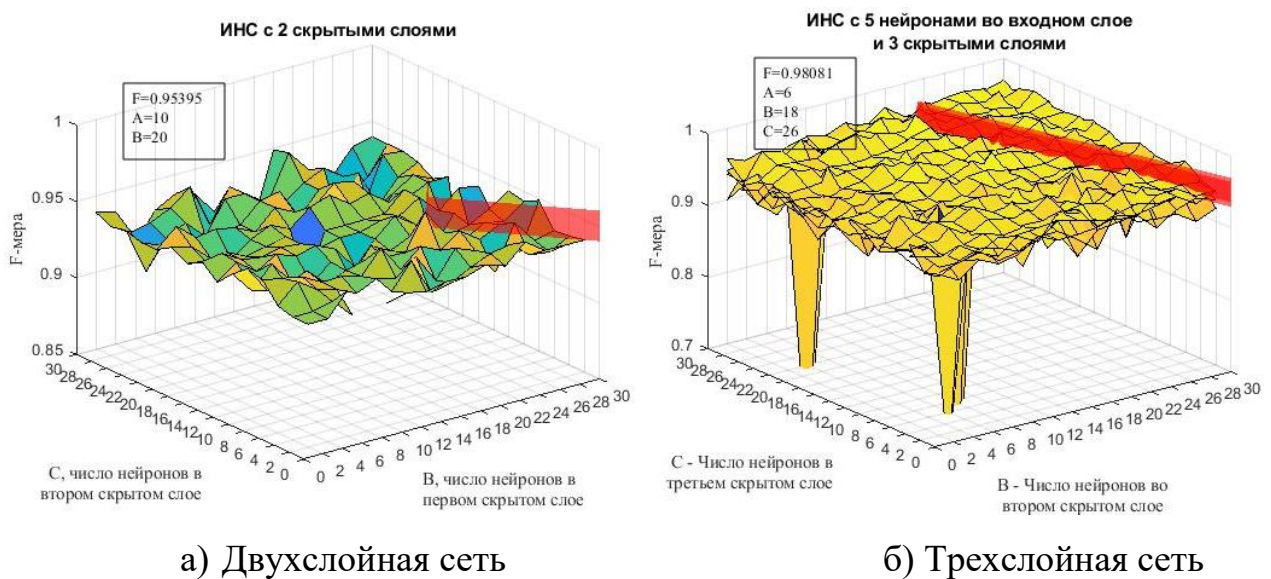 ИНС с 2 скрытыми слоями
F=0.95395
A=10
B=20
1
0.95
0.9
0.85
F-мера
30 28 26 24 22 20 18 16 14 12 10 8 6 4 2 0
0 2 4 6 8 10 12 14 16 18 20 22 24 26 28 30
С, число нейронов в
втором скрытом слое
В, число нейронов в
первом скрытом слое
а) Двухслойная сеть
ИНС с 5 нейронами во входном слое
и 3 скрытыми слоями
F=0.98081
A=6
B=18
C=26
1
0.9
0.8
0.7
F-мера
30 28 26 24 22 20 18 16 14 12 10 8 6 4 2 0
0 2 4 6 8 10 12 14 16 18 20 22 24 26 28 30
С - Число нейронов в
третьем скрытом слое
В - Число нейронов во
втором скрытом слое
б) Трехслойная сеть